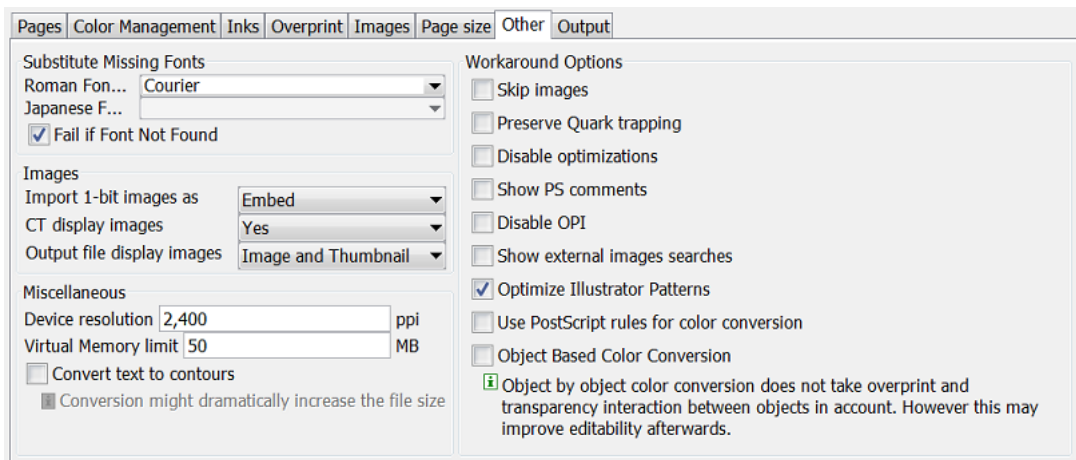 Pages Color Management Inks Overprint Images Page size Other Output
Substitute Missing Fonts
Roman Fon... Courier
Japanese F...
Fail if Font Not Found
Images
Import 1-bit images as Embed
CT display images Yes
Output file display images Image and Thumbnail
Miscellaneous
Device resolution 2,400 ppi
Virtual Memory limit 50 MB
Convert text to contours
Conversion might dramatically increase the file size
Workaround Options
Skip images
Preserve Quark trapping
Disable optimizations
Show PS comments
Disable OPI
Show external images searches
Optimize Illustrator Patterns
Use PostScript rules for color conversion
Object Based Color Conversion
Object by object color conversion does not take overprint and
transparency interaction between objects in account. However this may
improve editability afterwards.